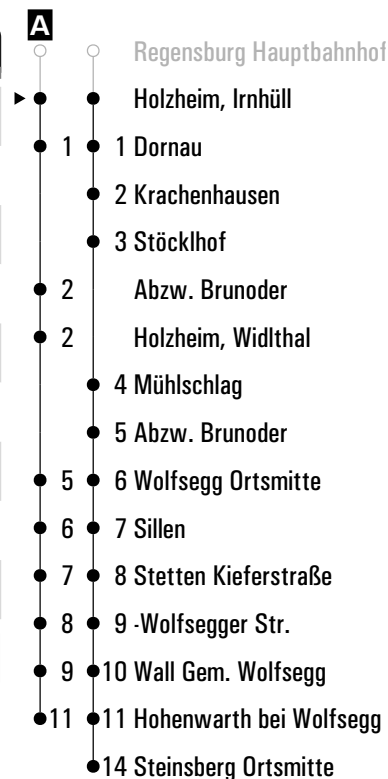 A
Regensburg Hauptbahnhof
Holzheim, Irnhüll
1 1 Dornau
2 Krachenhausen
3 Stöcklhof
2 Abzw. Brunoder
2 Holzheim, Widlthal
4 Mühlschlag
5 Abzw. Brunoder
5 6 Wolfsegg Ortsmitte
6 7 Sillen
7 8 Stetten Kieferstraße
8 9 -Wolfsegger Str.
9 10 Wall Gem. Wolfsegg
11 11 Hohenwarth bei Wolfsegg
14 Steinsberg Ortsmitte